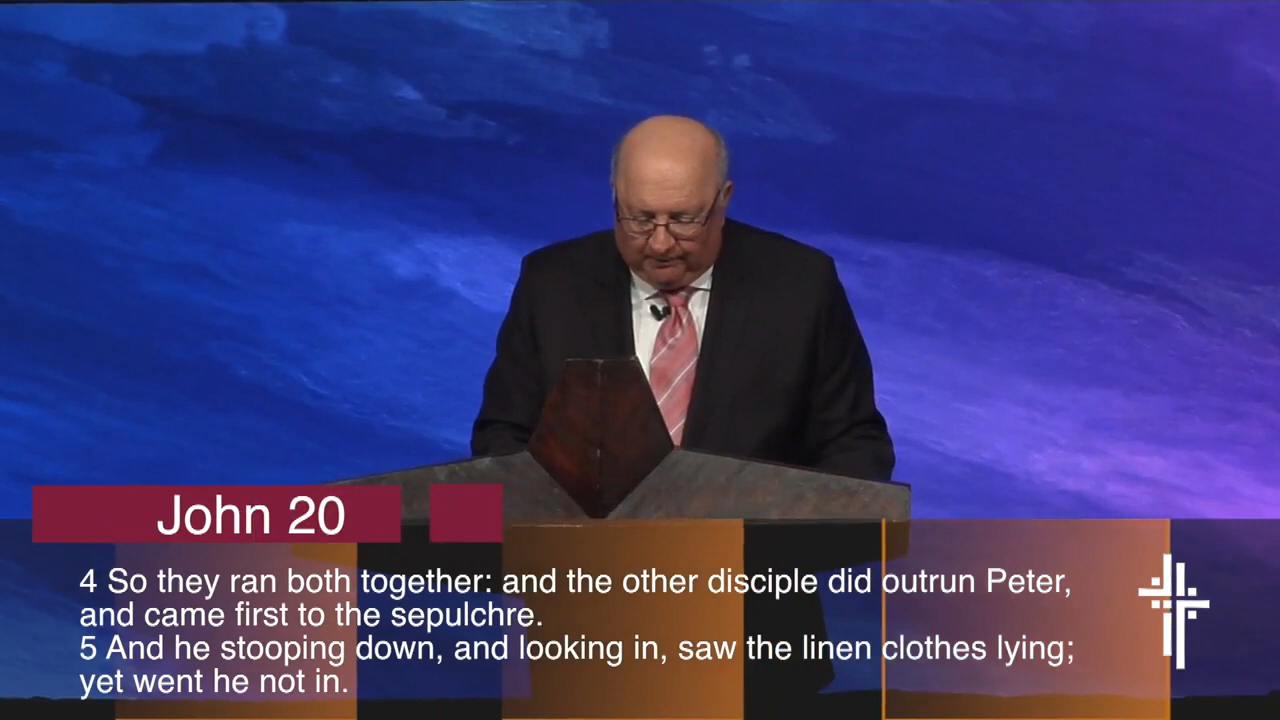 John 20
4 So they ran both together: and the other disciple did outrun Peter,
and came first to the sepulchre.
5 And he stooping down, and looking in, saw the linen clothes lying;
yet went he not in.